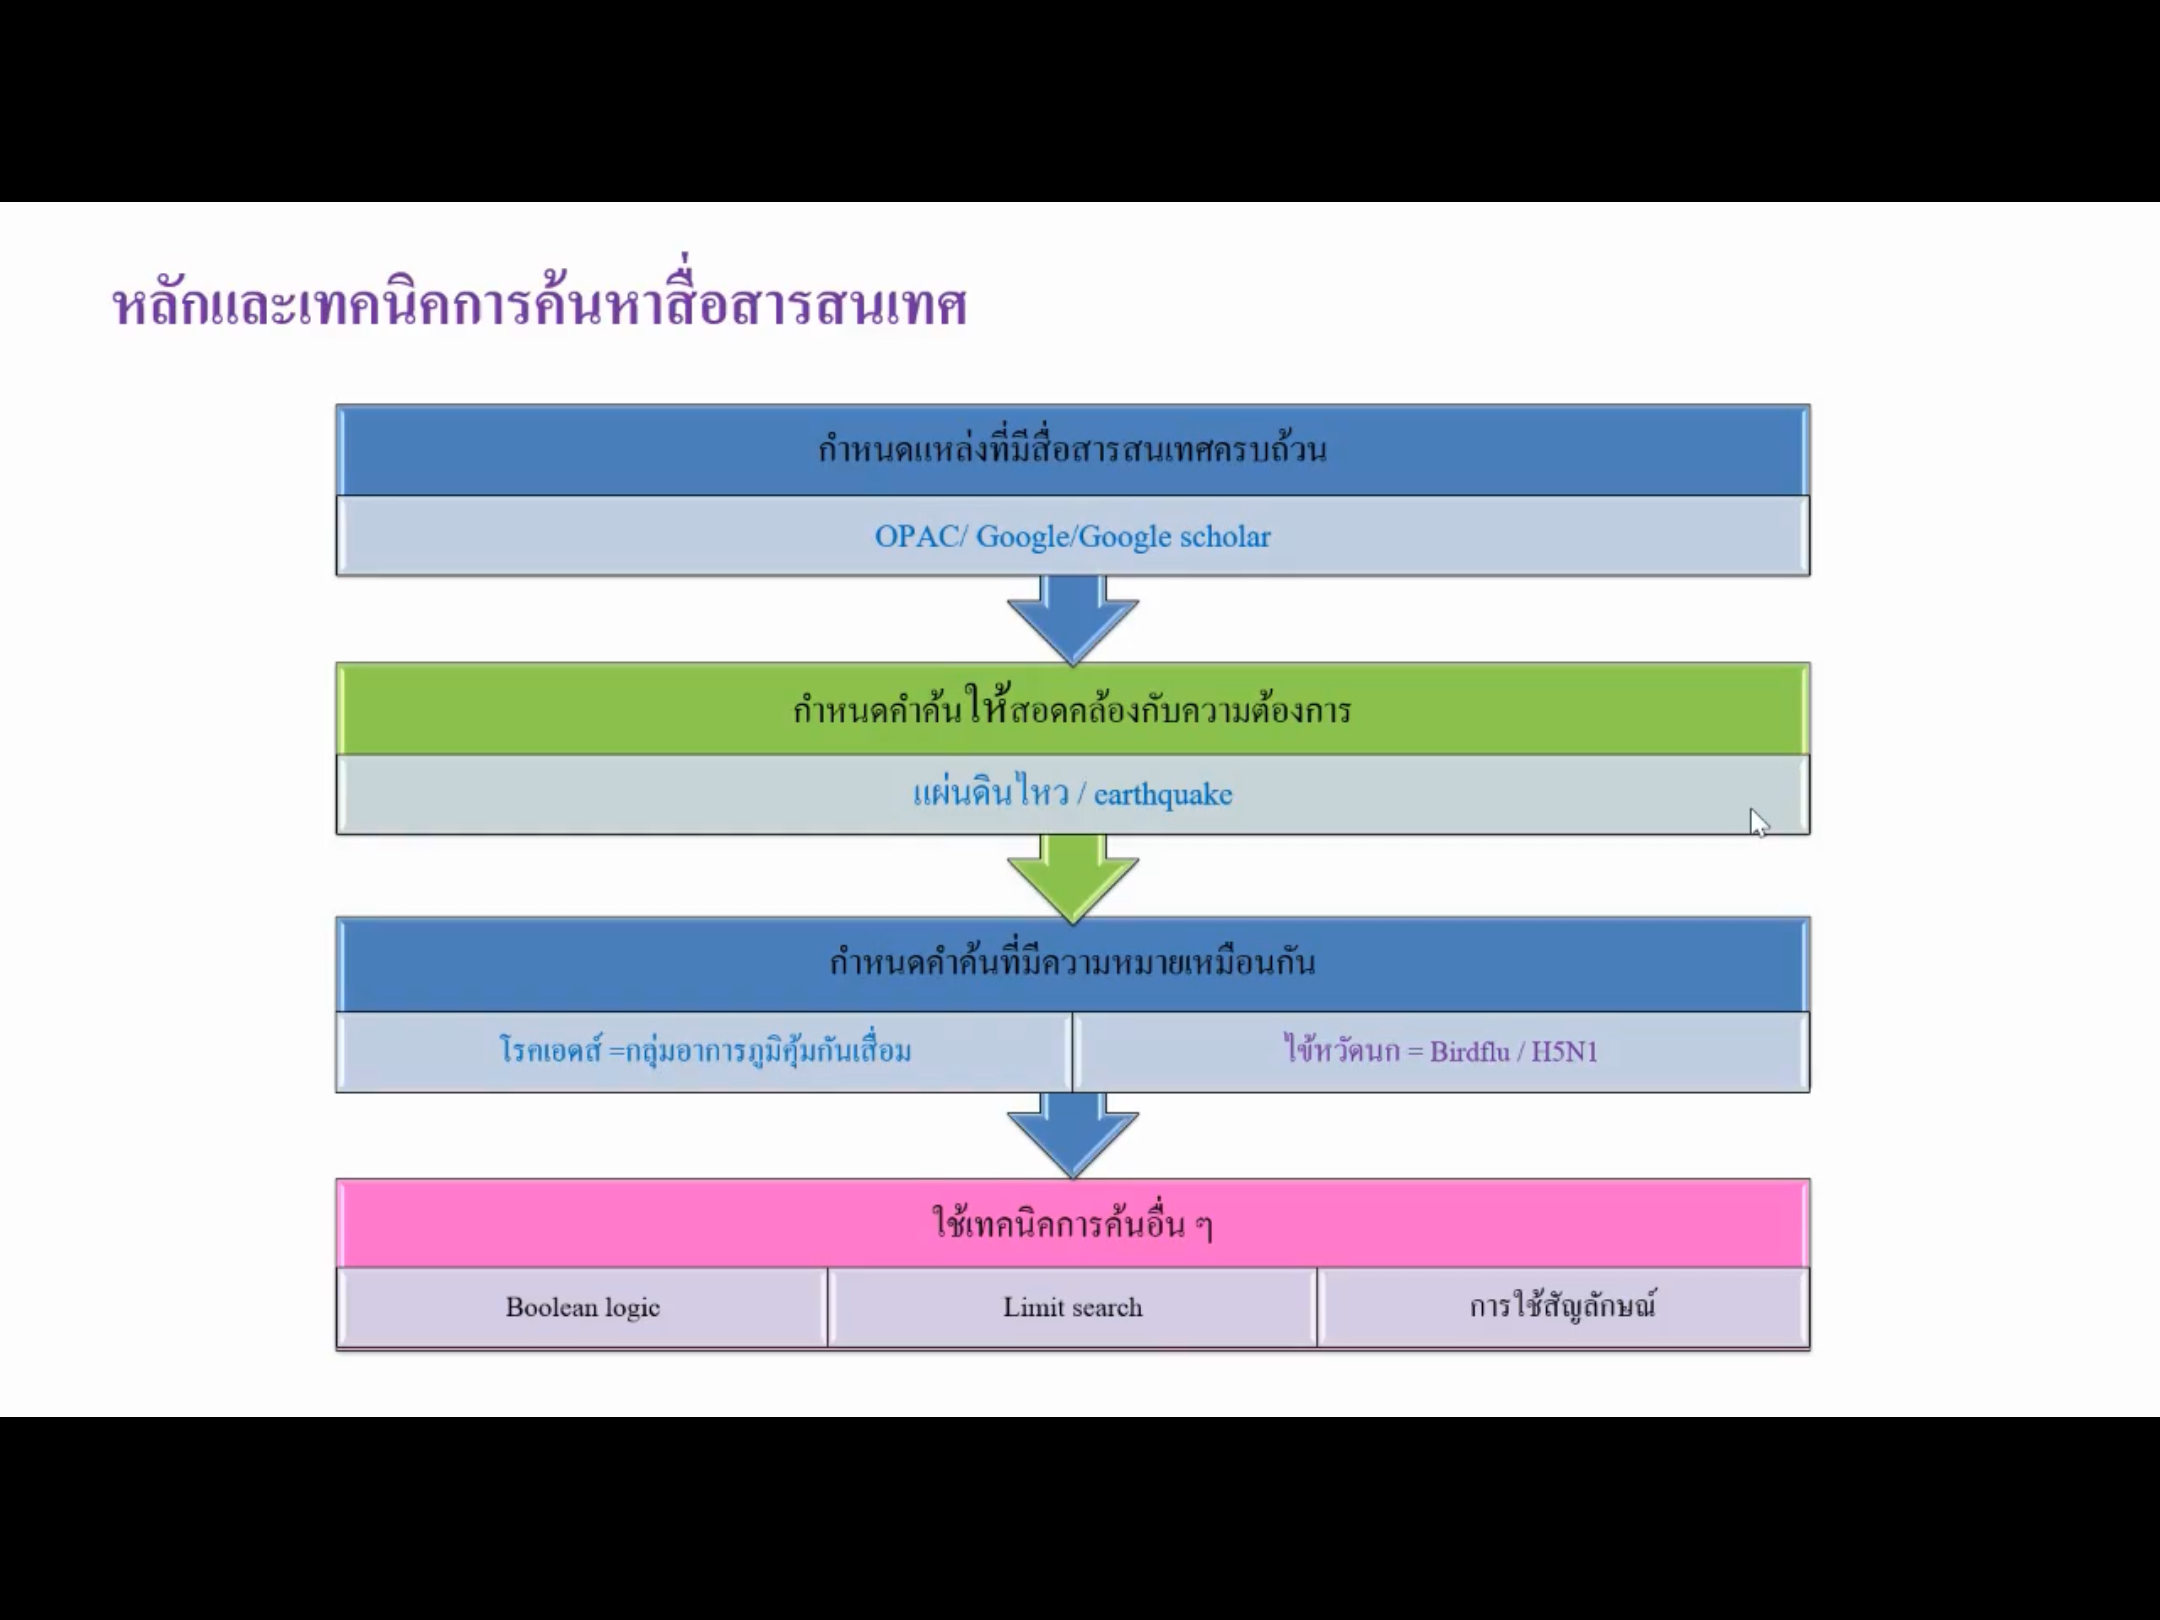 หลักและเทคนิคการค้นหาสื่อสารสนเทศ
กำหนดแหล่งที่มีสื่อสารสนเทศครบถ้วน
OPAC/ Google/Google scholar
กำหนดคำค้นให้สอดคล้องกับความต้องการ
แผ่นดินไหว / earthquake
กำหนดคำค้นที่มีความหมายเหมือนกัน
โรคเอดส์ =กลุ่มอาการภูมิคุ้มกันเสื่อม
ไข้หวัดนก = Birdflu / H5N1
ใช้เทคนิคการค้นอื่น ๆ
Boolean logic
Limit search
การใช้สัญลักษณ์